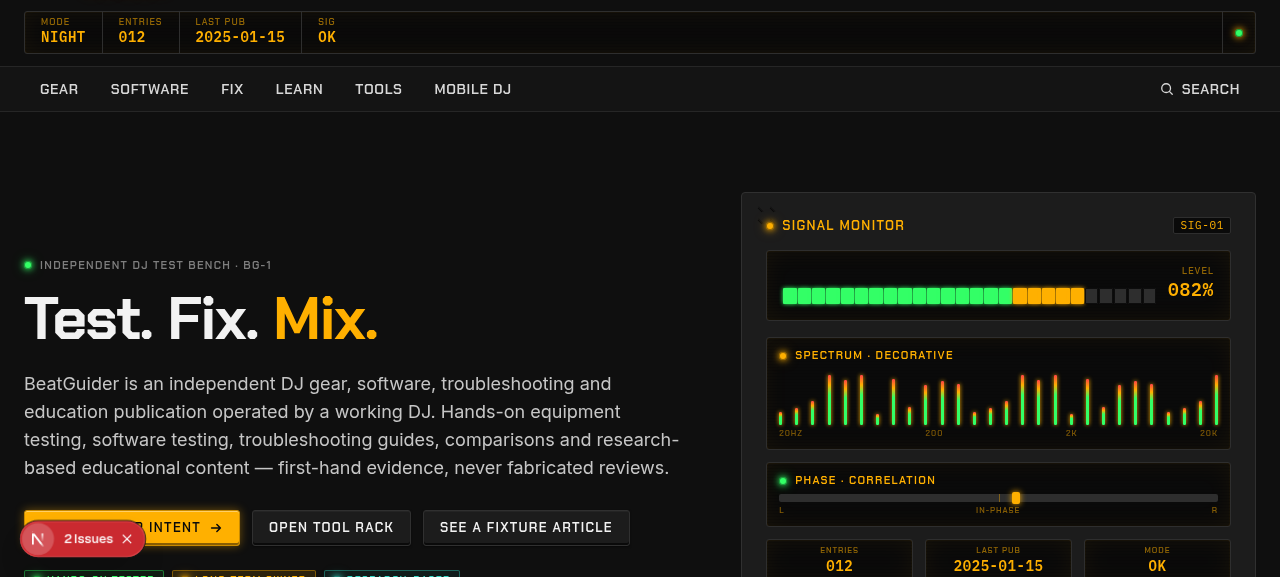 MODE
NIGHT
ENTRIES
012
LAST PUB
2025-01-15
SIG
OK
GEAR SOFTWARE FIX LEARN TOOLS MOBILE DJ SEARCH
INDEPENDENT DJ TEST BENCH · BG-1
Test. Fix. Mix.
BeatGuider is an independent DJ gear, software, troubleshooting and
education publication operated by a working DJ. Hands-on equipment
testing, software testing, troubleshooting guides, comparisons and research-
based educational content — first-hand evidence, never fabricated reviews.
INTENT →
OPEN TOOL RACK
SEE A FIXTURE ARTICLE
N 2 Issues
SIGNAL MONITOR
SIG-01
LEVEL
082%
SPECTRUM · DECORATIVE
20HZ 200 2K 20K
PHASE · CORRELATION
L IN-PHASE R
ENTRIES
012
LAST PUB
2025-01-15
MODE
OK